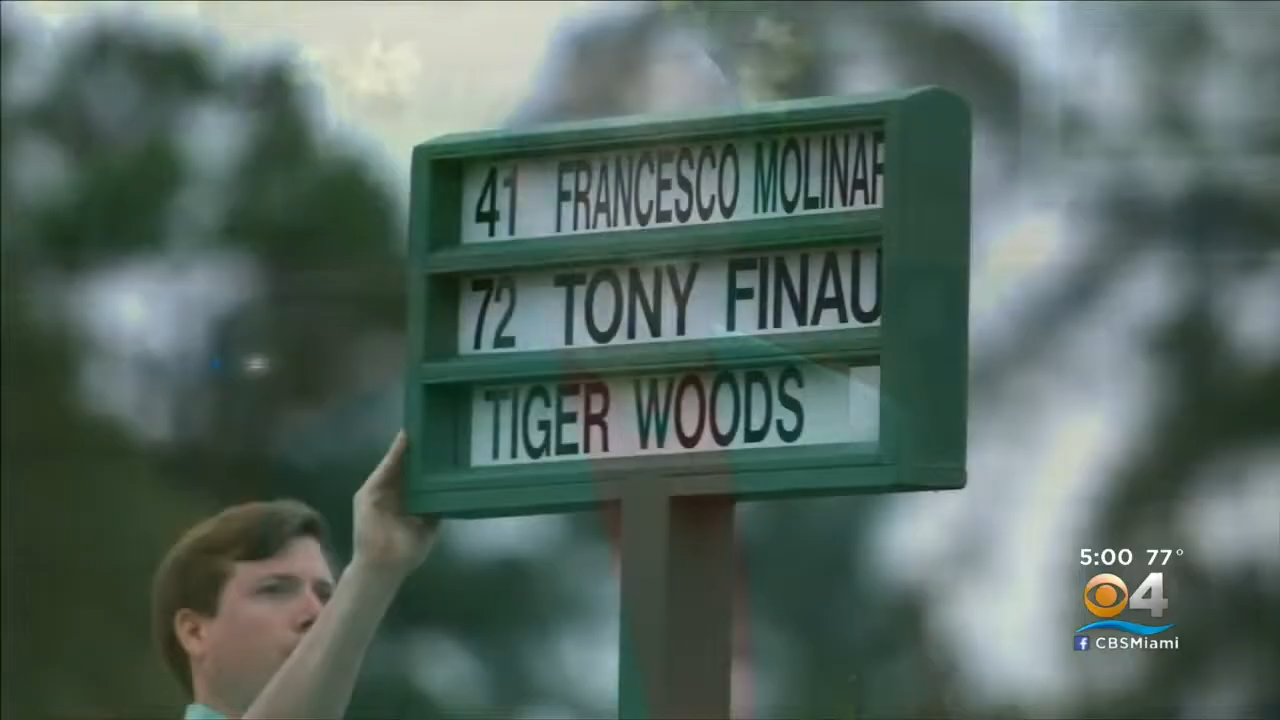 41 FRANCESCO MOLINAR
72 TONY FINAU
TIGER WOODS
5:00 77°
4
f CBSMiami